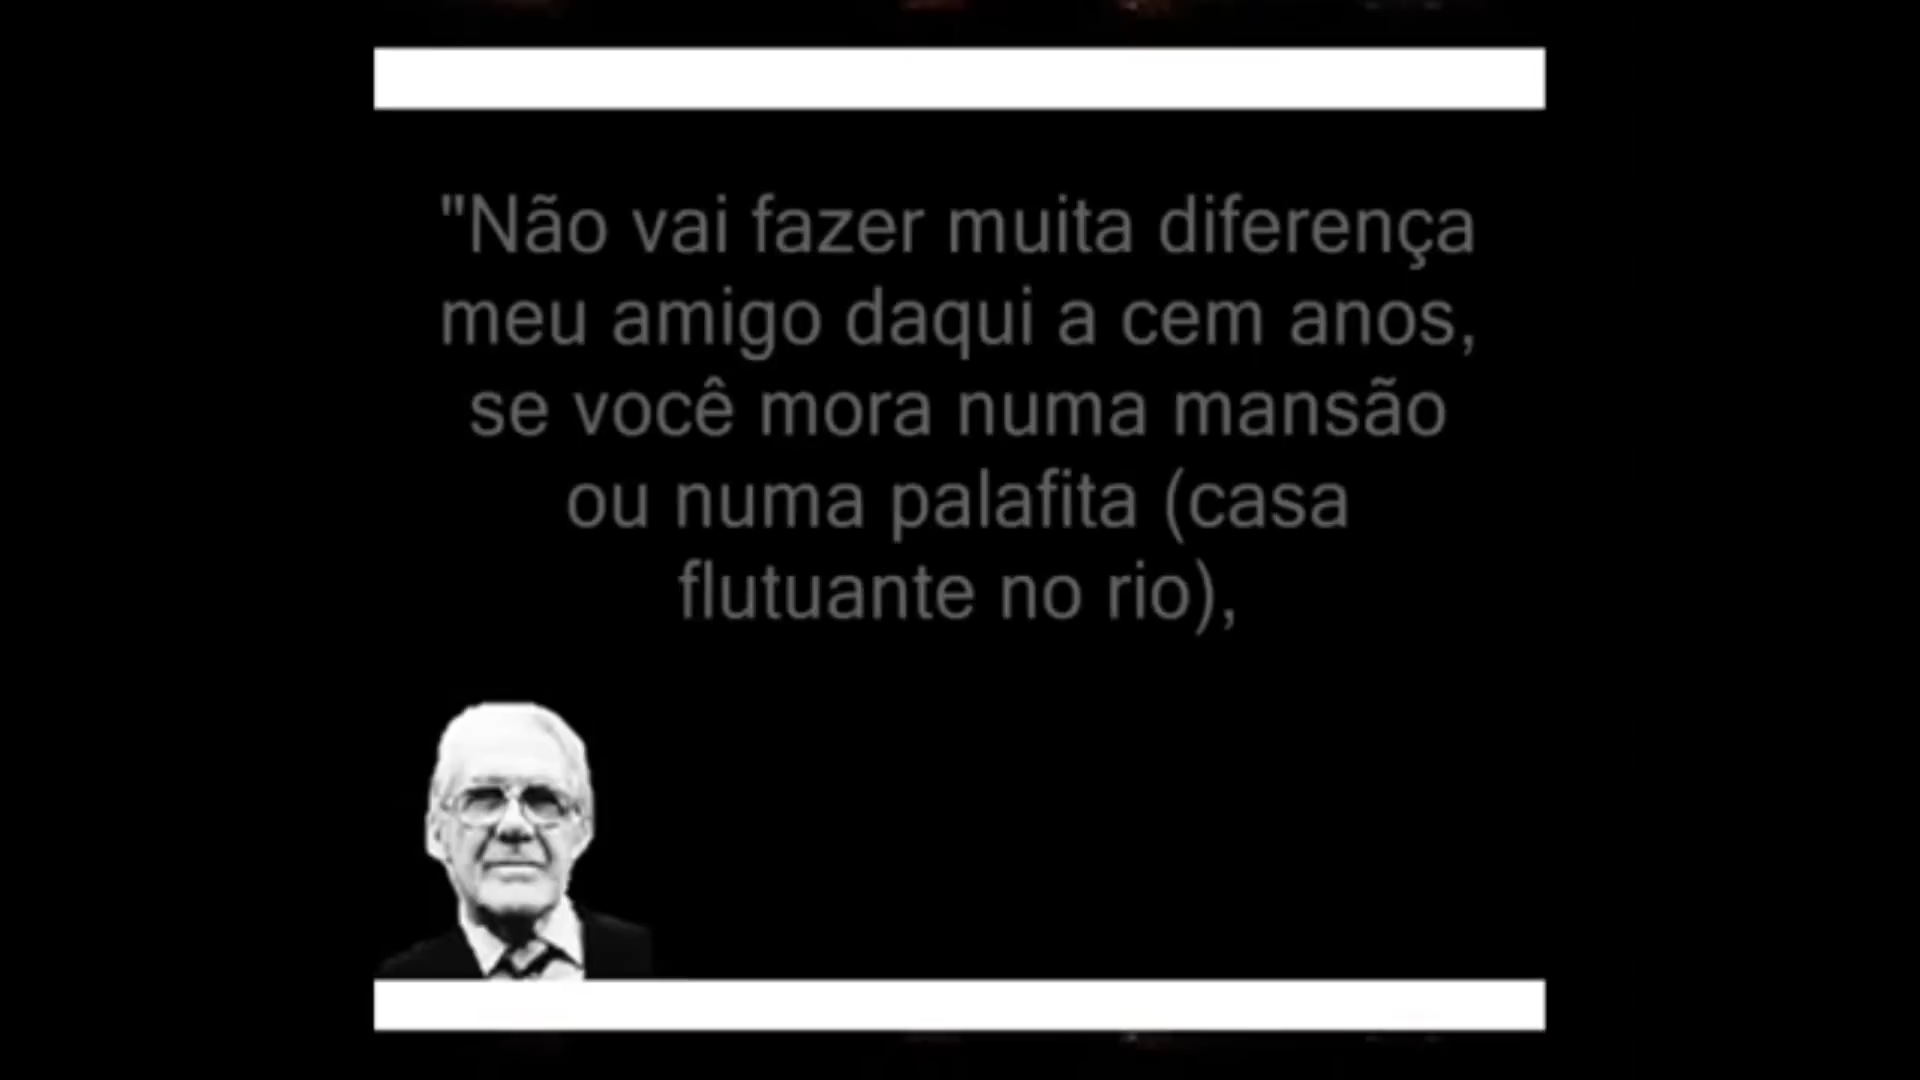 "Não vai fazer muita diferença
meu amigo daqui a cem anos,
se você mora numa mansão
ou numa palafita (casa
flutuante no rio),